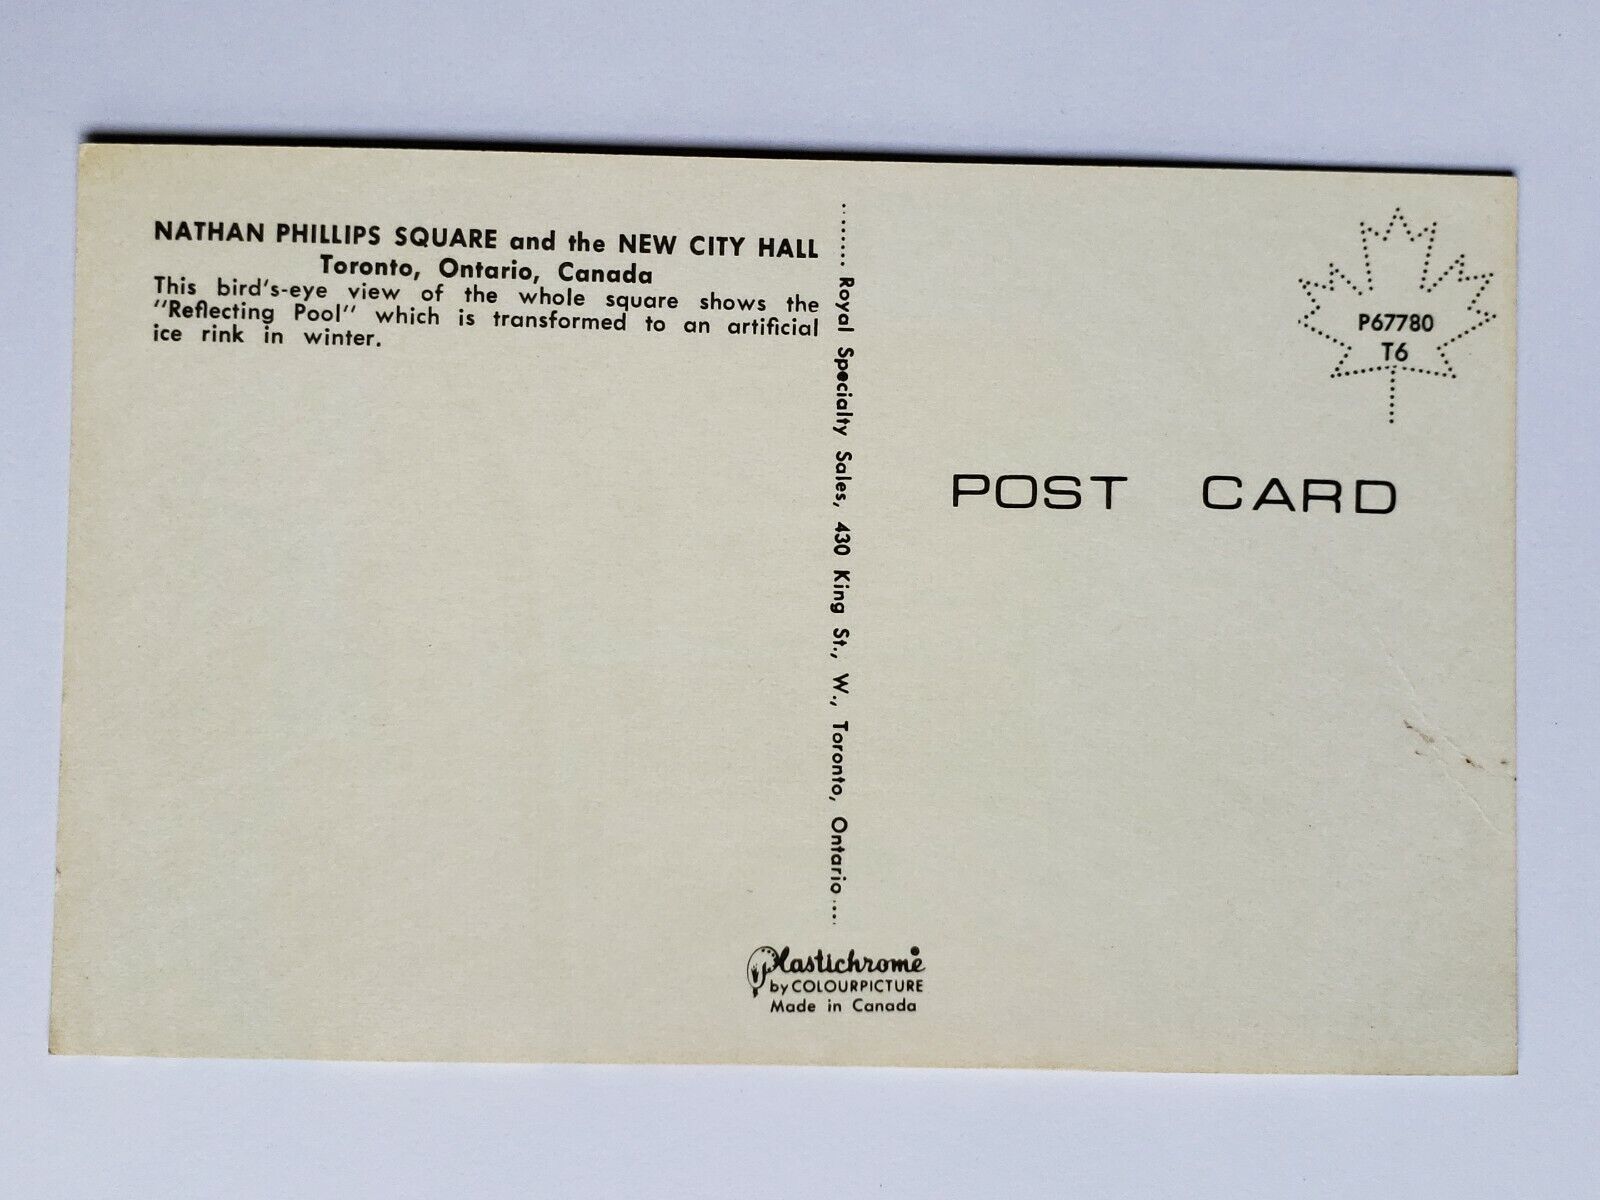 NATHAN PHILLIPS SQUARE and the NEW CITY HALL
Toronto, Ontario, Canada
This bird's-eye view of the whole square shows the
"Reflecting Pool" which is transformed to an artificial
ice rink in winter.
Royal Specialty Sales, 430 King St., W., Toronto, Ontario
P67780
T6
POST CARD
Plastichrome
by COLOURPICTURE
Made in Canada